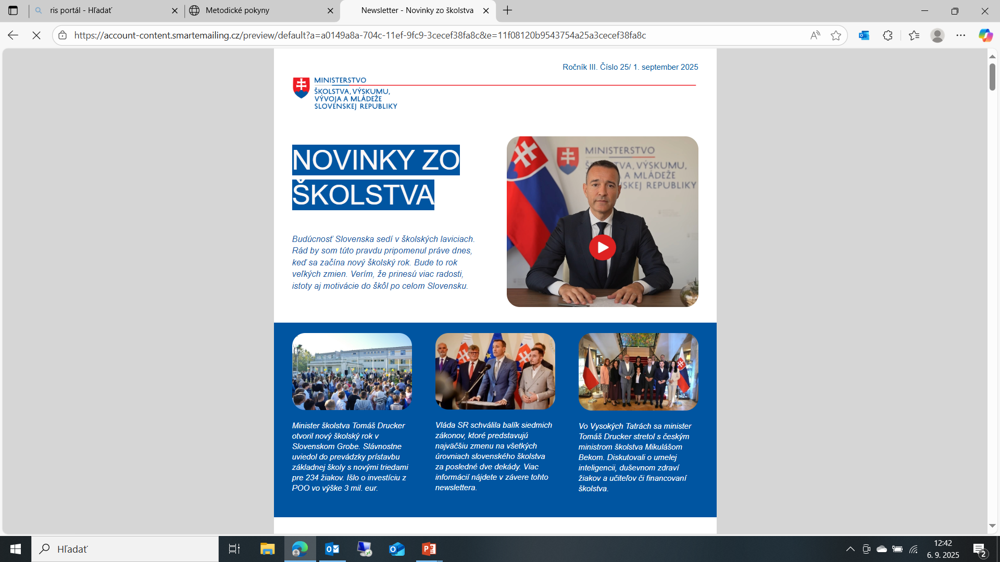 ris portál - Hľadať
Metodické pokyny
Newsletter - Novinky zo školstva
https://account-content.smartemailing.cz/preview/default?a=a0149a8a-704c-11ef-9fc9-3cecef38fa8c&e=11f08120b9543754a25a3cecef38fa8c
Ročník III. Číslo 25/ 1. september 2025
MINISTERSTVO
ŠKOLSTVA, VÝSKUMU,
VÝVOJA A MLÁDEŽE
SLOVENSKEJ REPUBLIKY
NOVINKY ZO
ŠKOLSTVA
Budúcnosť Slovenska sedí v školských laviciach.
Rád by som túto pravdu pripomenul práve dnes,
keď sa začína nový školský rok. Bude to rok
veľkých zmien. Verím, že prinesú viac radosti,
istoty aj motivácie do škôl po celom Slovensku.
MINISTERSTVO
TVA, VÝSKUMU,
A MLÁDEŽE
SKEJ REPUBLIKY
Minister školstva Tomáš Drucker
otvoril nový školský rok v
Slovenskom Grobe. Slávnostne
uviedol do prevádzky prístavbu
základnej školy s novými triedami
pre 234 žiakov. Išlo o investíciu z
POO vo výške 3 mil. eur.
Vláda SR schválila balík siedmich
zákonov, ktoré predstavujú
najväčšiu zmenu na všetkých
úrovniach slovenského školstva
za posledné dve dekády. Viac
informácií nájdete v závere tohto
newslettera.
Vo Vysokých Tatrách sa minister
Tomáš Drucker stretol s českým
ministrom školstva Mikulášom
Bekom. Diskutovali o umelej
inteligencii, duševnom zdraví
žiakov a učiteľov či financovaní
školstva.
Hľadať
12:42
6. 9. 2025
2